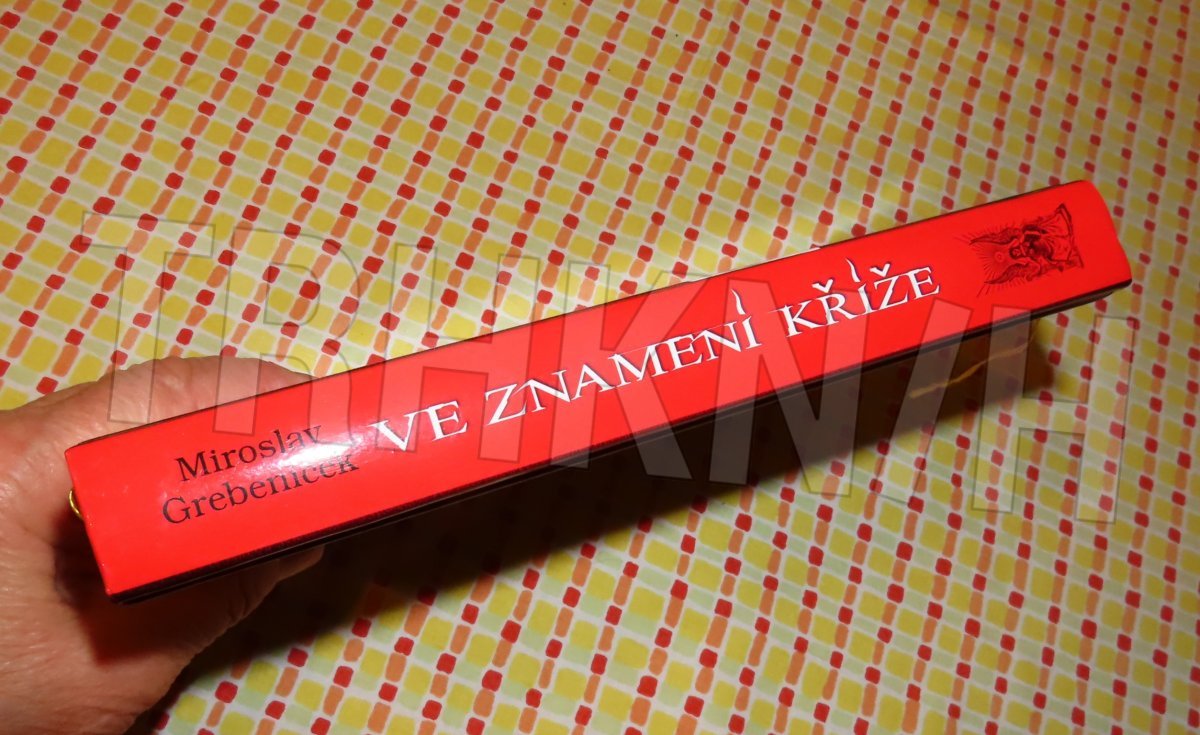 Miroslav
Grebeníček
VE ZNAMENÍ KŘÍŽE
TRHKNIH